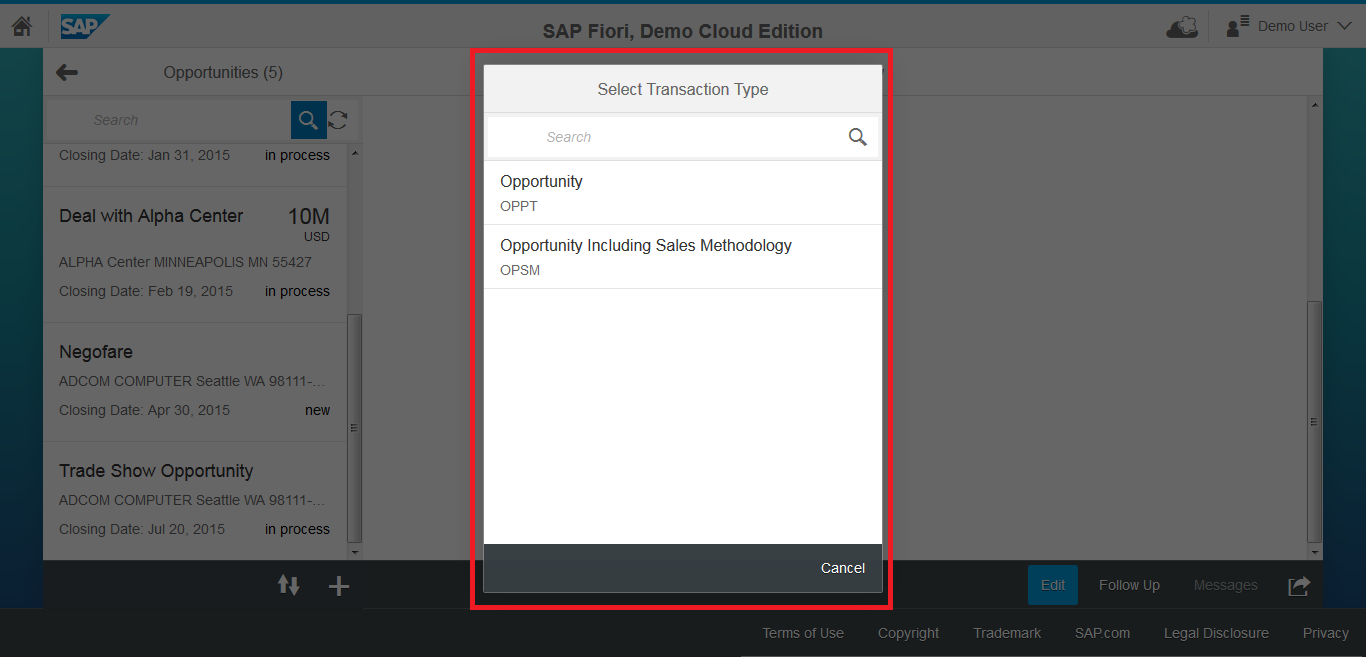 SAP
SAP Fiori, Demo Cloud Edition
Demo User
Opportunities (5)
Search
Closing Date: Jan 31, 2015 in process
Deal with Alpha Center 10M
USD
ALPHA Center MINNEAPOLIS MN 55427
Closing Date: Feb 19, 2015 in process
Negofare
ADCOM COMPUTER Seattle WA 98111-...
Closing Date: Apr 30, 2015 new
Trade Show Opportunity
ADCOM COMPUTER Seattle WA 98111-...
Closing Date: Jul 20, 2015 in process
Select Transaction Type
Search
Opportunity
OPPT
Opportunity Including Sales Methodology
OPSM
Cancel
Edit Follow Up Messages
Terms of Use Copyright Trademark SAP.com Legal Disclosure Privacy